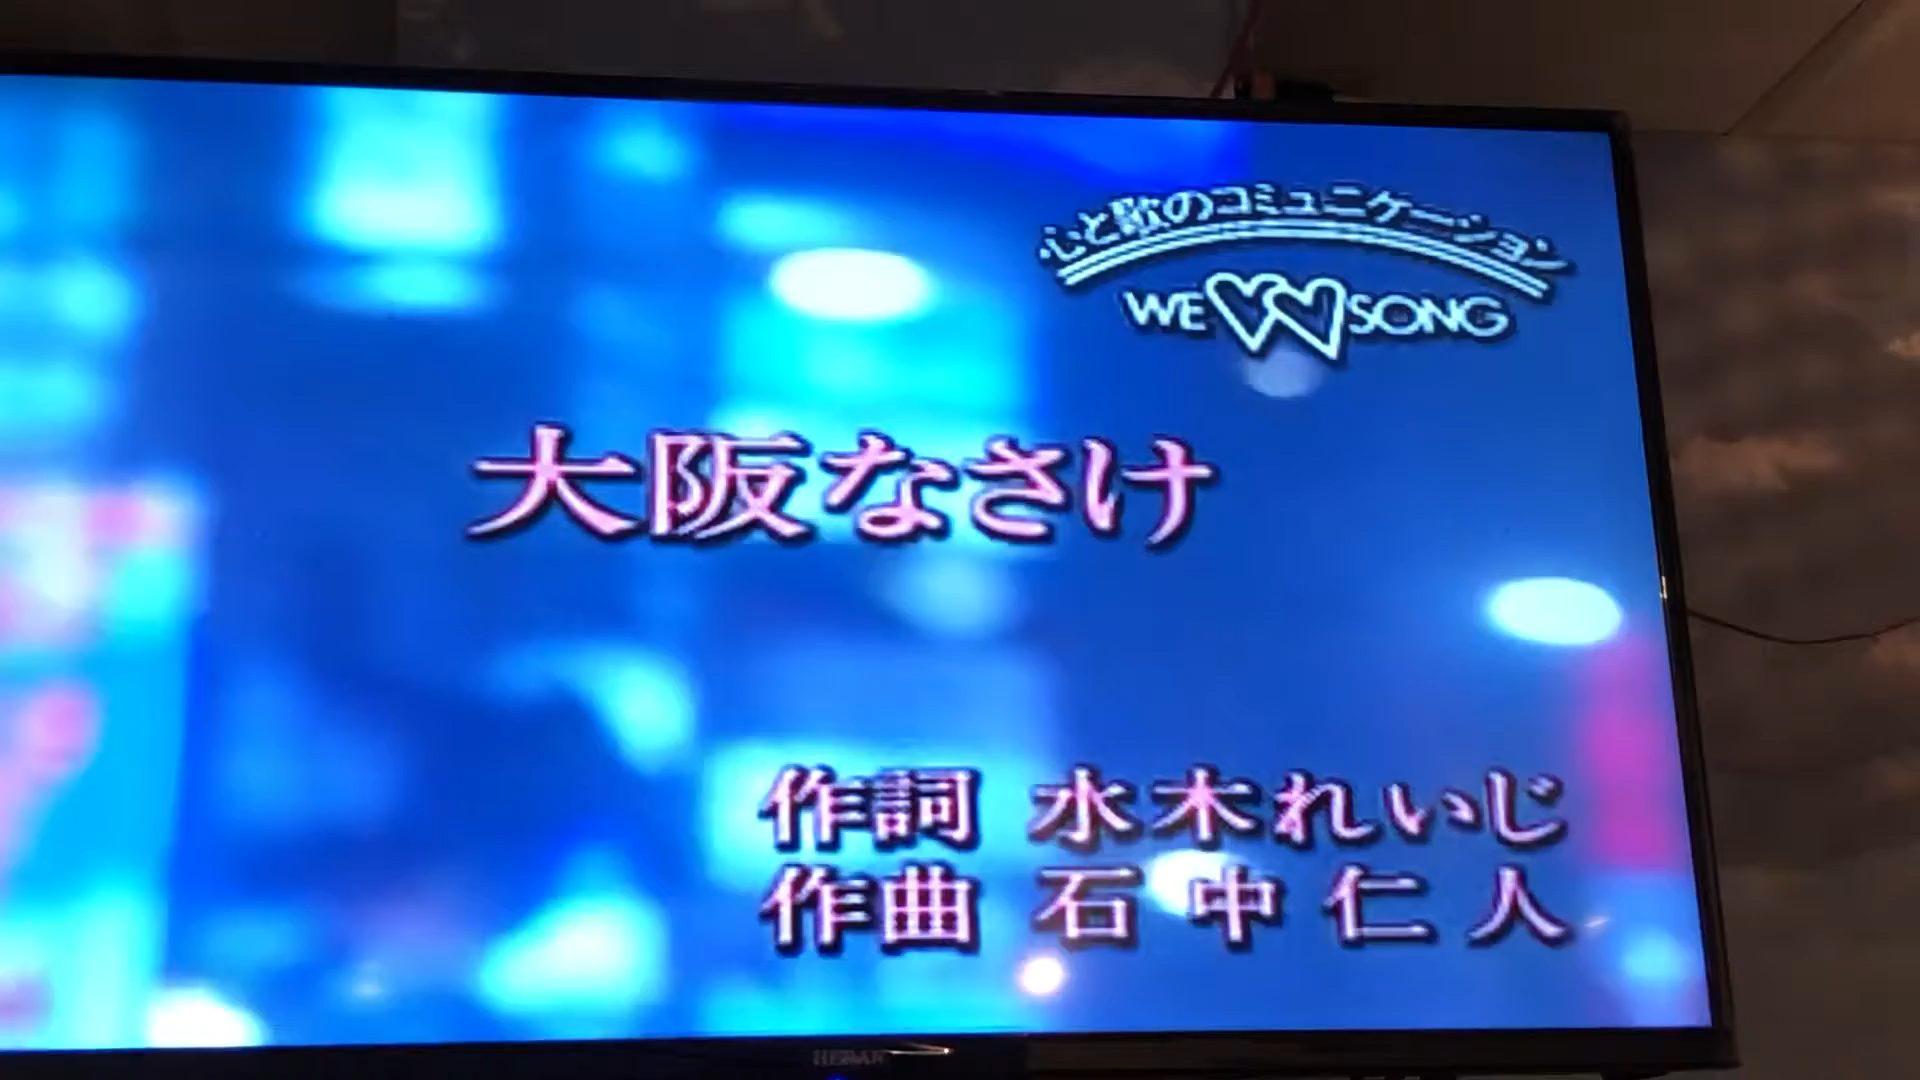 心と歌のコミュニケーション
WE SONG
大阪なさけ
作詞 水木れいじ
作曲 石中仁人
HERAN